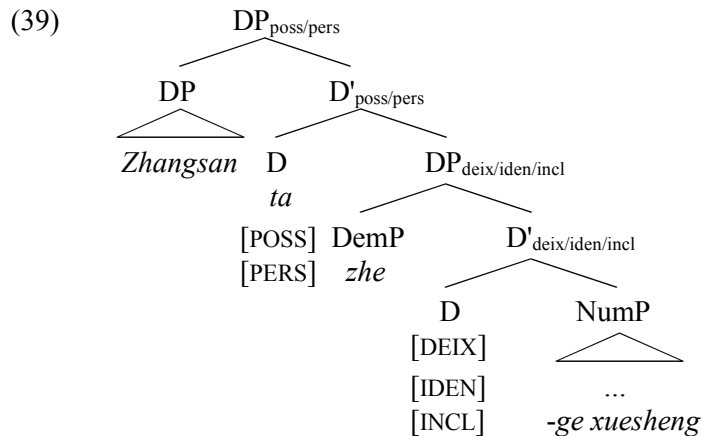 (39) DPposs/pers
DP D'poss/pers
Zhangsan D DPdeix/iden/incl
ta
[POSS] DemP D'deix/iden/incl
[PERS] zhe
D NumP
[DEIX]
[IDEN] ...
[INCL] -ge xuesheng